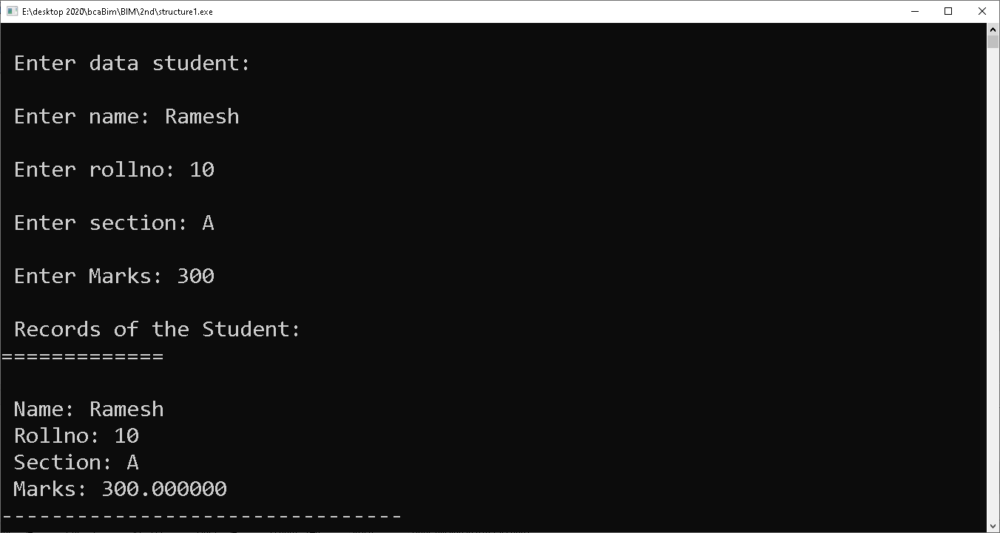 E:\desktop 2020\bcaBim\BIM\2nd\structure1.exe
Enter data student:
Enter name: Ramesh
Enter rollno: 10
Enter section: A
Enter Marks: 300
Records of the Student:
=============
Name: Ramesh
Rollno: 10
Section: A
Marks: 300.000000
--------------------------------